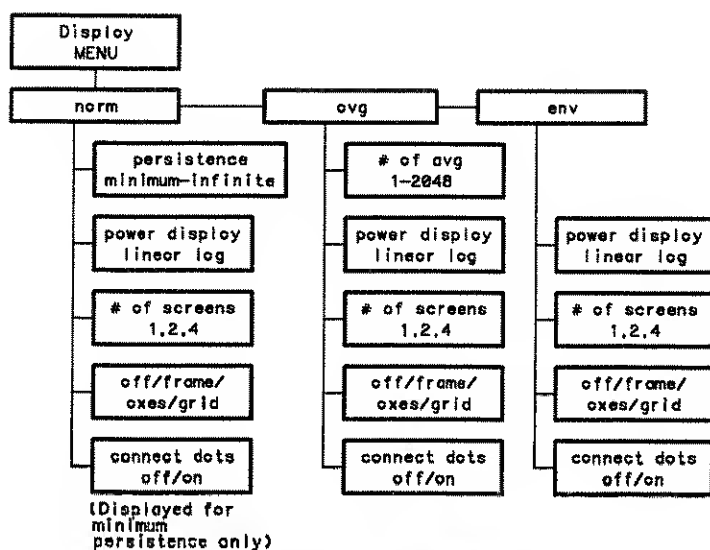 Display
MENU
norm
avg
env
persistence
minimum-infinite
# of avg
1-2048
power display
linear log
power display
linear log
power display
linear log
# of screens
1,2,4
# of screens
1,2,4
# of screens
1,2,4
off/frame/
axes/grid
off/frame/
axes/grid
off/frame/
axes/grid
connect dots
off/on
connect dots
off/on
connect dots
off/on
(Displayed for
minimum
persistence only)